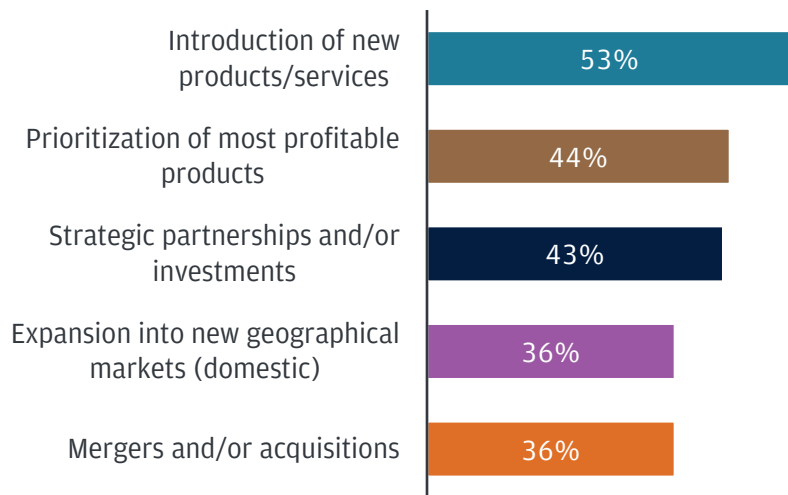 Introduction of new
products/services
53%
Prioritization of most profitable
products
44%
Strategic partnerships and/or
investments
43%
Expansion into new geographical
markets (domestic)
36%
Mergers and/or acquisitions
36%